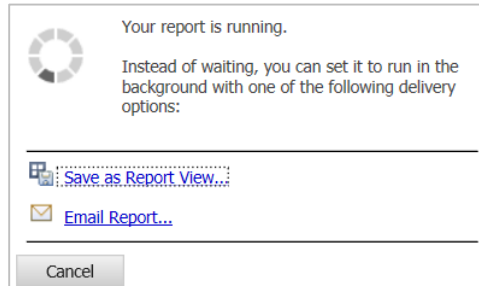 Your report is running.
Instead of waiting, you can set it to run in the
background with one of the following delivery
options:
Save as Report View...
Email Report...
Cancel